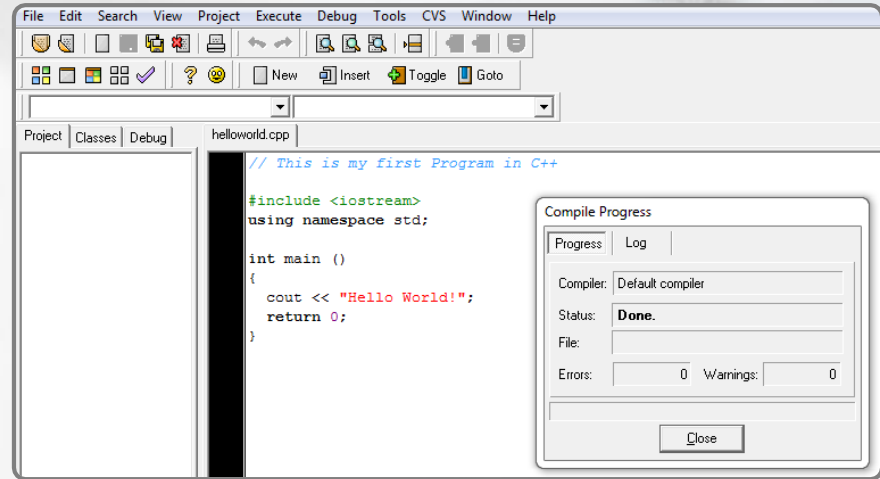 File Edit Search View Project Execute Debug Tools CVS Window Help
New Insert Toggle Goto
Project Classes Debug helloworld.cpp
// This is my first Program in C++
#include <iostream>
using namespace std;
int main ()
{
cout << "Hello World!";
return 0;
}
Compile Progress
Progress Log
Compiler: Default compiler
Status: Done.
File:
Errors: 0 Warnings: 0
Close